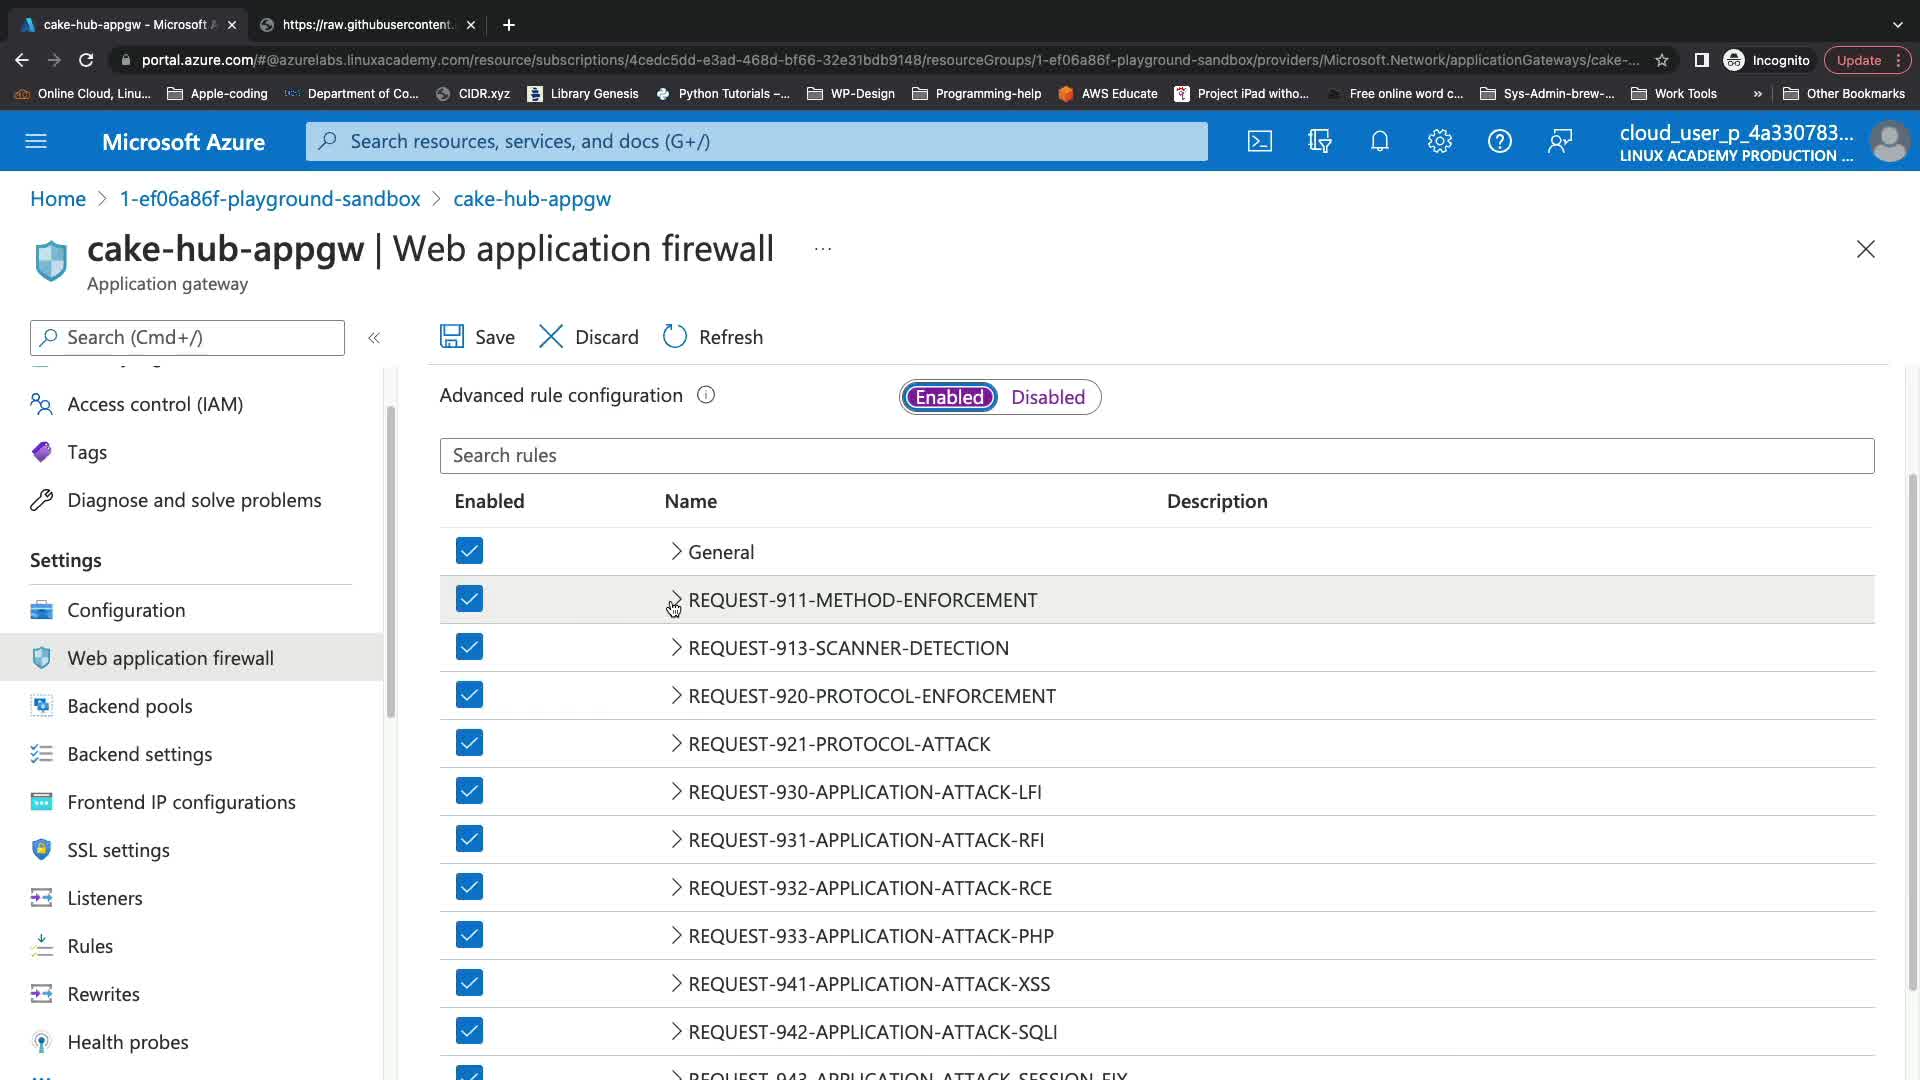 cake-hub-appgw - Microsoft A
https://raw.githubusercontent.
portal.azure.com/#@azurelabs.linuxacademy.com/resource/subscriptions/4cedc5dd-e3ad-468d-bf66-32e31bdb9148/resourceGroups/1-ef06a86f-playground-sandbox/providers/Microsoft.Network/applicationGateways/cake-...
Incognito
Update
Online Cloud, Linu...
Apple-coding
Department of Co...
CIDR.xyz
Library Genesis
Python Tutorials –...
WP-Design
Programming-help
AWS Educate
Project iPad witho...
Free online word c...
Sys-Admin-brew-...
Work Tools
»
Other Bookmarks
Microsoft Azure
Search resources, services, and docs (G+/)
cloud_user_p_4a330783...
LINUX ACADEMY PRODUCTION ...
Home > 1-ef06a86f-playground-sandbox > cake-hub-appgw
cake-hub-appgw | Web application firewall ...
Application gateway
Search (Cmd+/)
«
Save
Discard
Refresh
Access control (IAM)
Tags
Diagnose and solve problems
Settings
Configuration
Web application firewall
Backend pools
Backend settings
Frontend IP configurations
SSL settings
Listeners
Rules
Rewrites
Health probes
Advanced rule configuration
Enabled Disabled
Search rules
Enabled Name Description
General
REQUEST-911-METHOD-ENFORCEMENT
REQUEST-913-SCANNER-DETECTION
REQUEST-920-PROTOCOL-ENFORCEMENT
REQUEST-921-PROTOCOL-ATTACK
REQUEST-930-APPLICATION-ATTACK-LFI
REQUEST-931-APPLICATION-ATTACK-RFI
REQUEST-932-APPLICATION-ATTACK-RCE
REQUEST-933-APPLICATION-ATTACK-PHP
REQUEST-941-APPLICATION-ATTACK-XSS
REQUEST-942-APPLICATION-ATTACK-SQLI
REQUEST-943-APPLICATION-ATTACK-SESSION-FIX